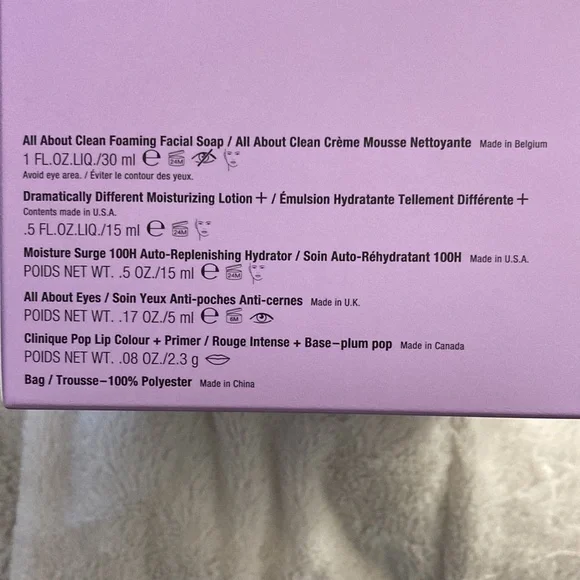 All About Clean Foaming Facial Soap / All About Clean Crème Mousse Nettoyante Made in Belgium
1 FL.OZ.LIQ./30 ml ℮ 24M
Avoid eye area. / Éviter le contour des yeux.
Dramatically Different Moisturizing Lotion + / Émulsion Hydratante Tellement Différente +
Contents made in U.S.A.
.5 FL.OZ.LIQ./15 ml ℮ 24M
Moisture Surge 100H Auto-Replenishing Hydrator / Soin Auto-Réhydratant 100H Made in U.S.A.
POIDS NET WT. .5 OZ./15 ml ℮ 24M
All About Eyes / Soin Yeux Anti-poches Anti-cernes Made in U.K.
POIDS NET WT. .17 OZ./5 ml ℮ 6M
Clinique Pop Lip Colour + Primer / Rouge Intense + Base–plum pop Made in Canada
POIDS NET WT. .08 OZ./2.3 g
Bag / Trousse–100% Polyester Made in China